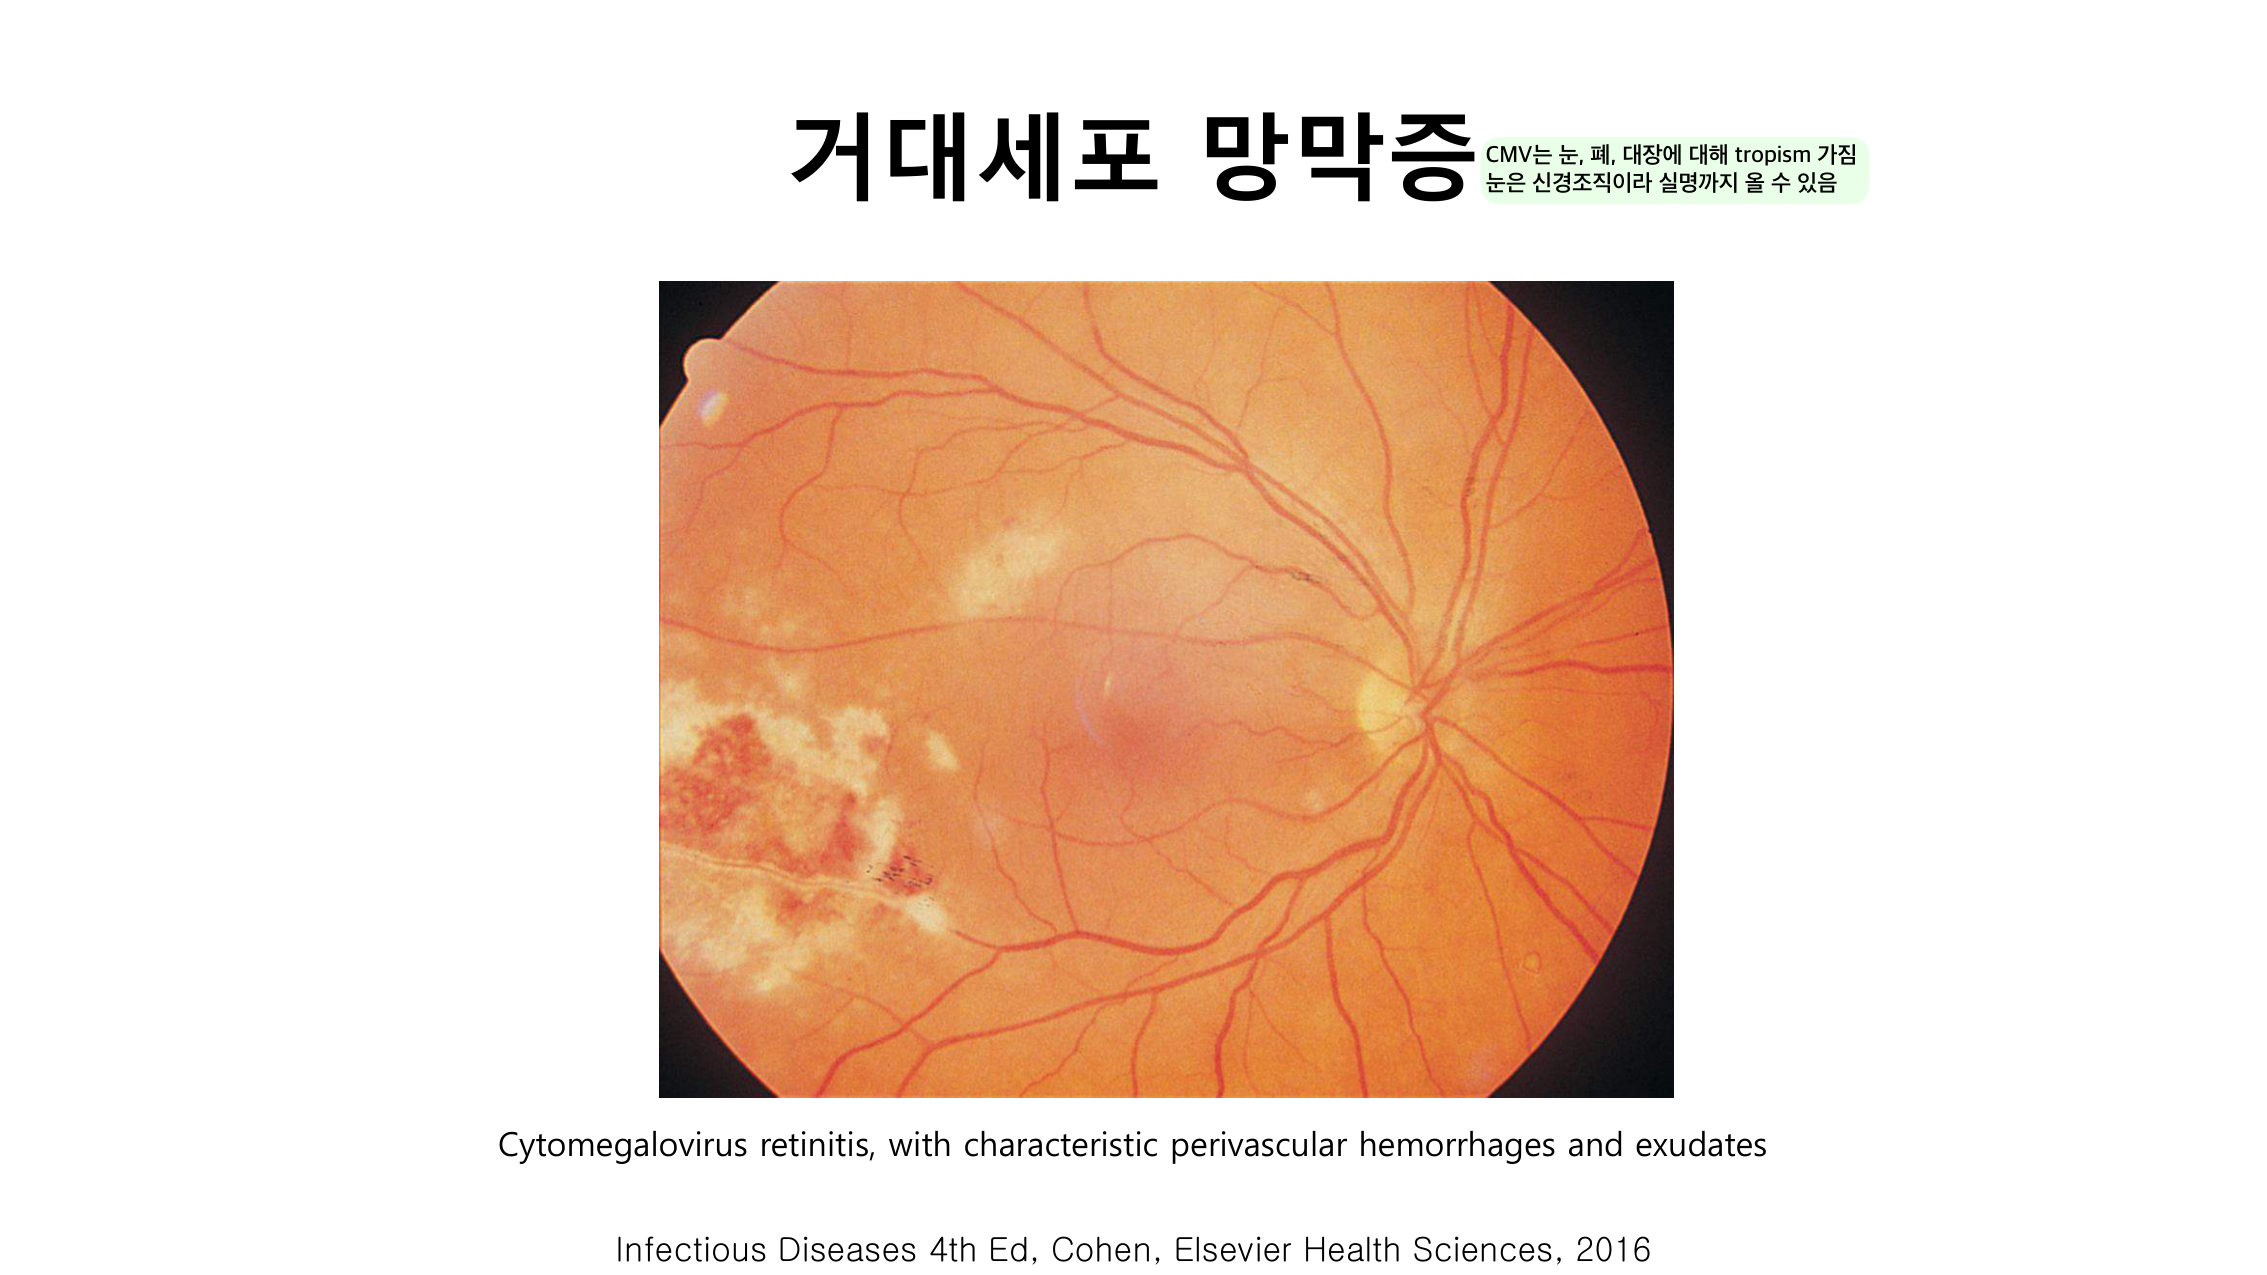 거대세포 망막증
CMV는 눈, 폐, 대장에 대해 tropism 가짐
눈은 신경조직이라 실명까지 올 수 있음
Cytomegalovirus retinitis, with characteristic perivascular hemorrhages and exudates
Infectious Diseases 4th Ed, Cohen, Elsevier Health Sciences, 2016